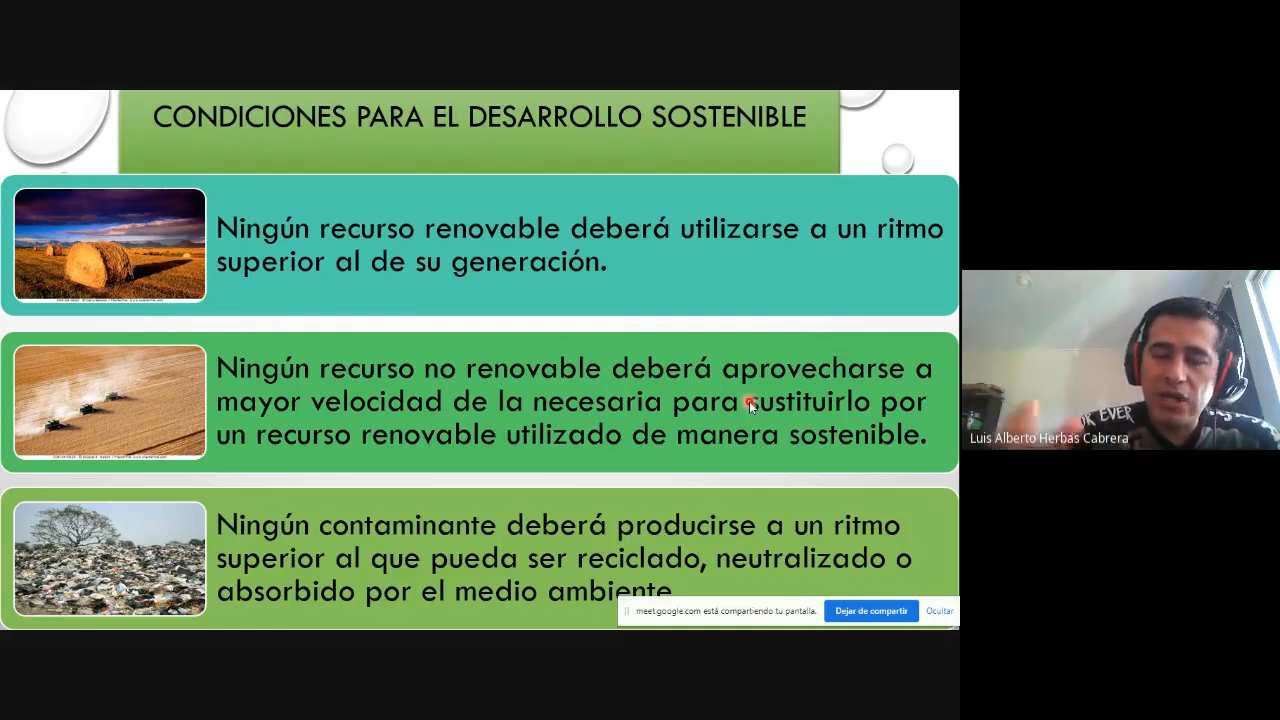 CONDICIONES PARA EL DESARROLLO SOSTENIBLE
Ningún recurso renovable deberá utilizarse a un ritmo
superior al de su generación.
Ningún recurso no renovable deberá aprovecharse a
mayor velocidad de la necesaria para sustituirlo por
un recurso renovable utilizado de manera sostenible.
Ningún contaminante deberá producirse a un ritmo
superior al que pueda ser reciclado, neutralizado o
absorbido por el medio ambiente
meet.google.com está compartiendo tu pantalla.
Dejar de compartir
Ocultar
OR EVER
Luis Alberto Herbas Cabrera